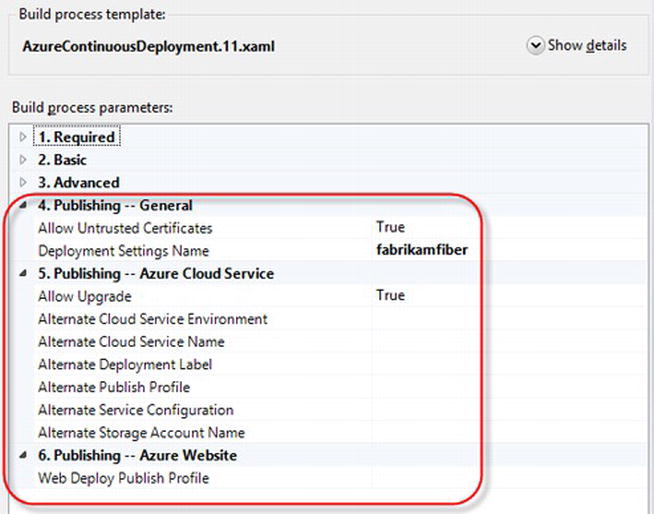 Build process template:
AzureContinuousDeployment.11.xaml
Show details
Build process parameters:
1. Required
2. Basic
3. Advanced
4. Publishing -- General
Allow Untrusted Certificates True
Deployment Settings Name fabrikamfiber
5. Publishing -- Azure Cloud Service
Allow Upgrade True
Alternate Cloud Service Environment
Alternate Cloud Service Name
Alternate Deployment Label
Alternate Publish Profile
Alternate Service Configuration
Alternate Storage Account Name
6. Publishing -- Azure Website
Web Deploy Publish Profile